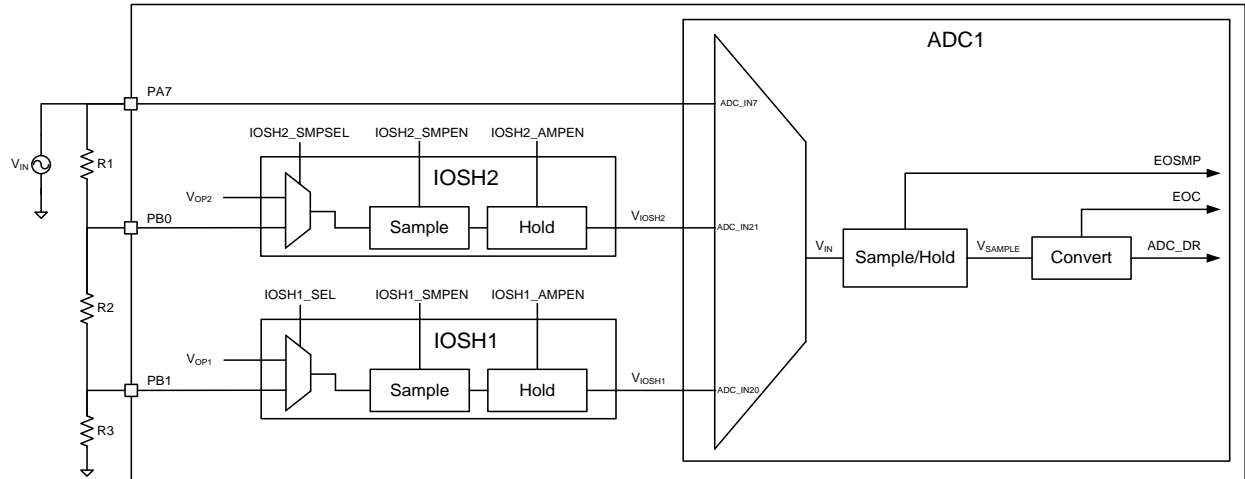 ADC1
PA7
ADC_IN7
IOSH2_SMPSEL
IOSH2_SMPEN
IOSH2_AMPEN
EOSMP
R1
VIN
IOSH2
EOC
VOP2
Sample
Hold
PB0
VIOSH2
ADC_IN21
VIN
Sample/Hold
VSAMPLE
Convert
ADC_DR
IOSH1_SEL
IOSH1_SMPEN
IOSH1_AMPEN
R2
IOSH1
VOP1
Sample
Hold
PB1
VIOSH1
ADC_IN20
R3